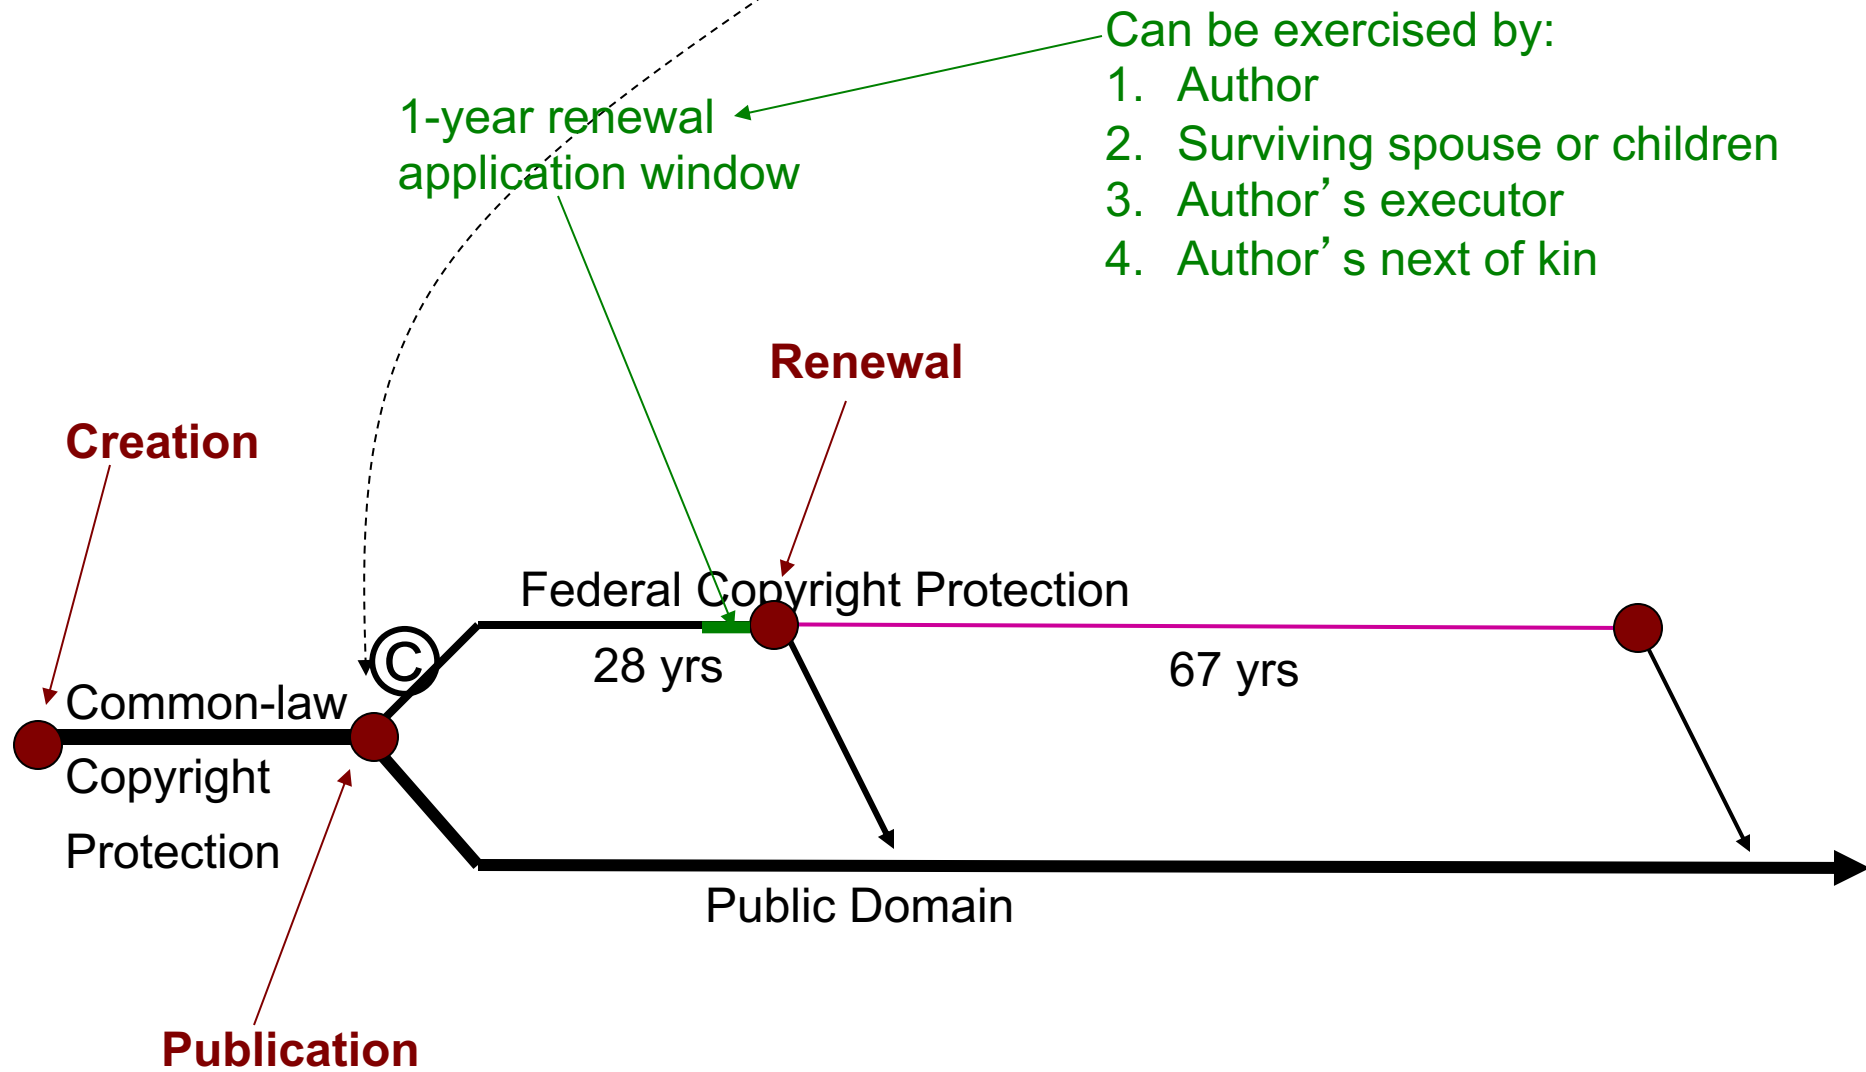 Can be exercised by:
1. Author
2. Surviving spouse or children
3. Author’s executor
4. Author’s next of kin
1-year renewal
application window
Renewal
Creation
Federal Copyright Protection
©
28 yrs
67 yrs
Common-law
Copyright
Protection
Public Domain
Publication